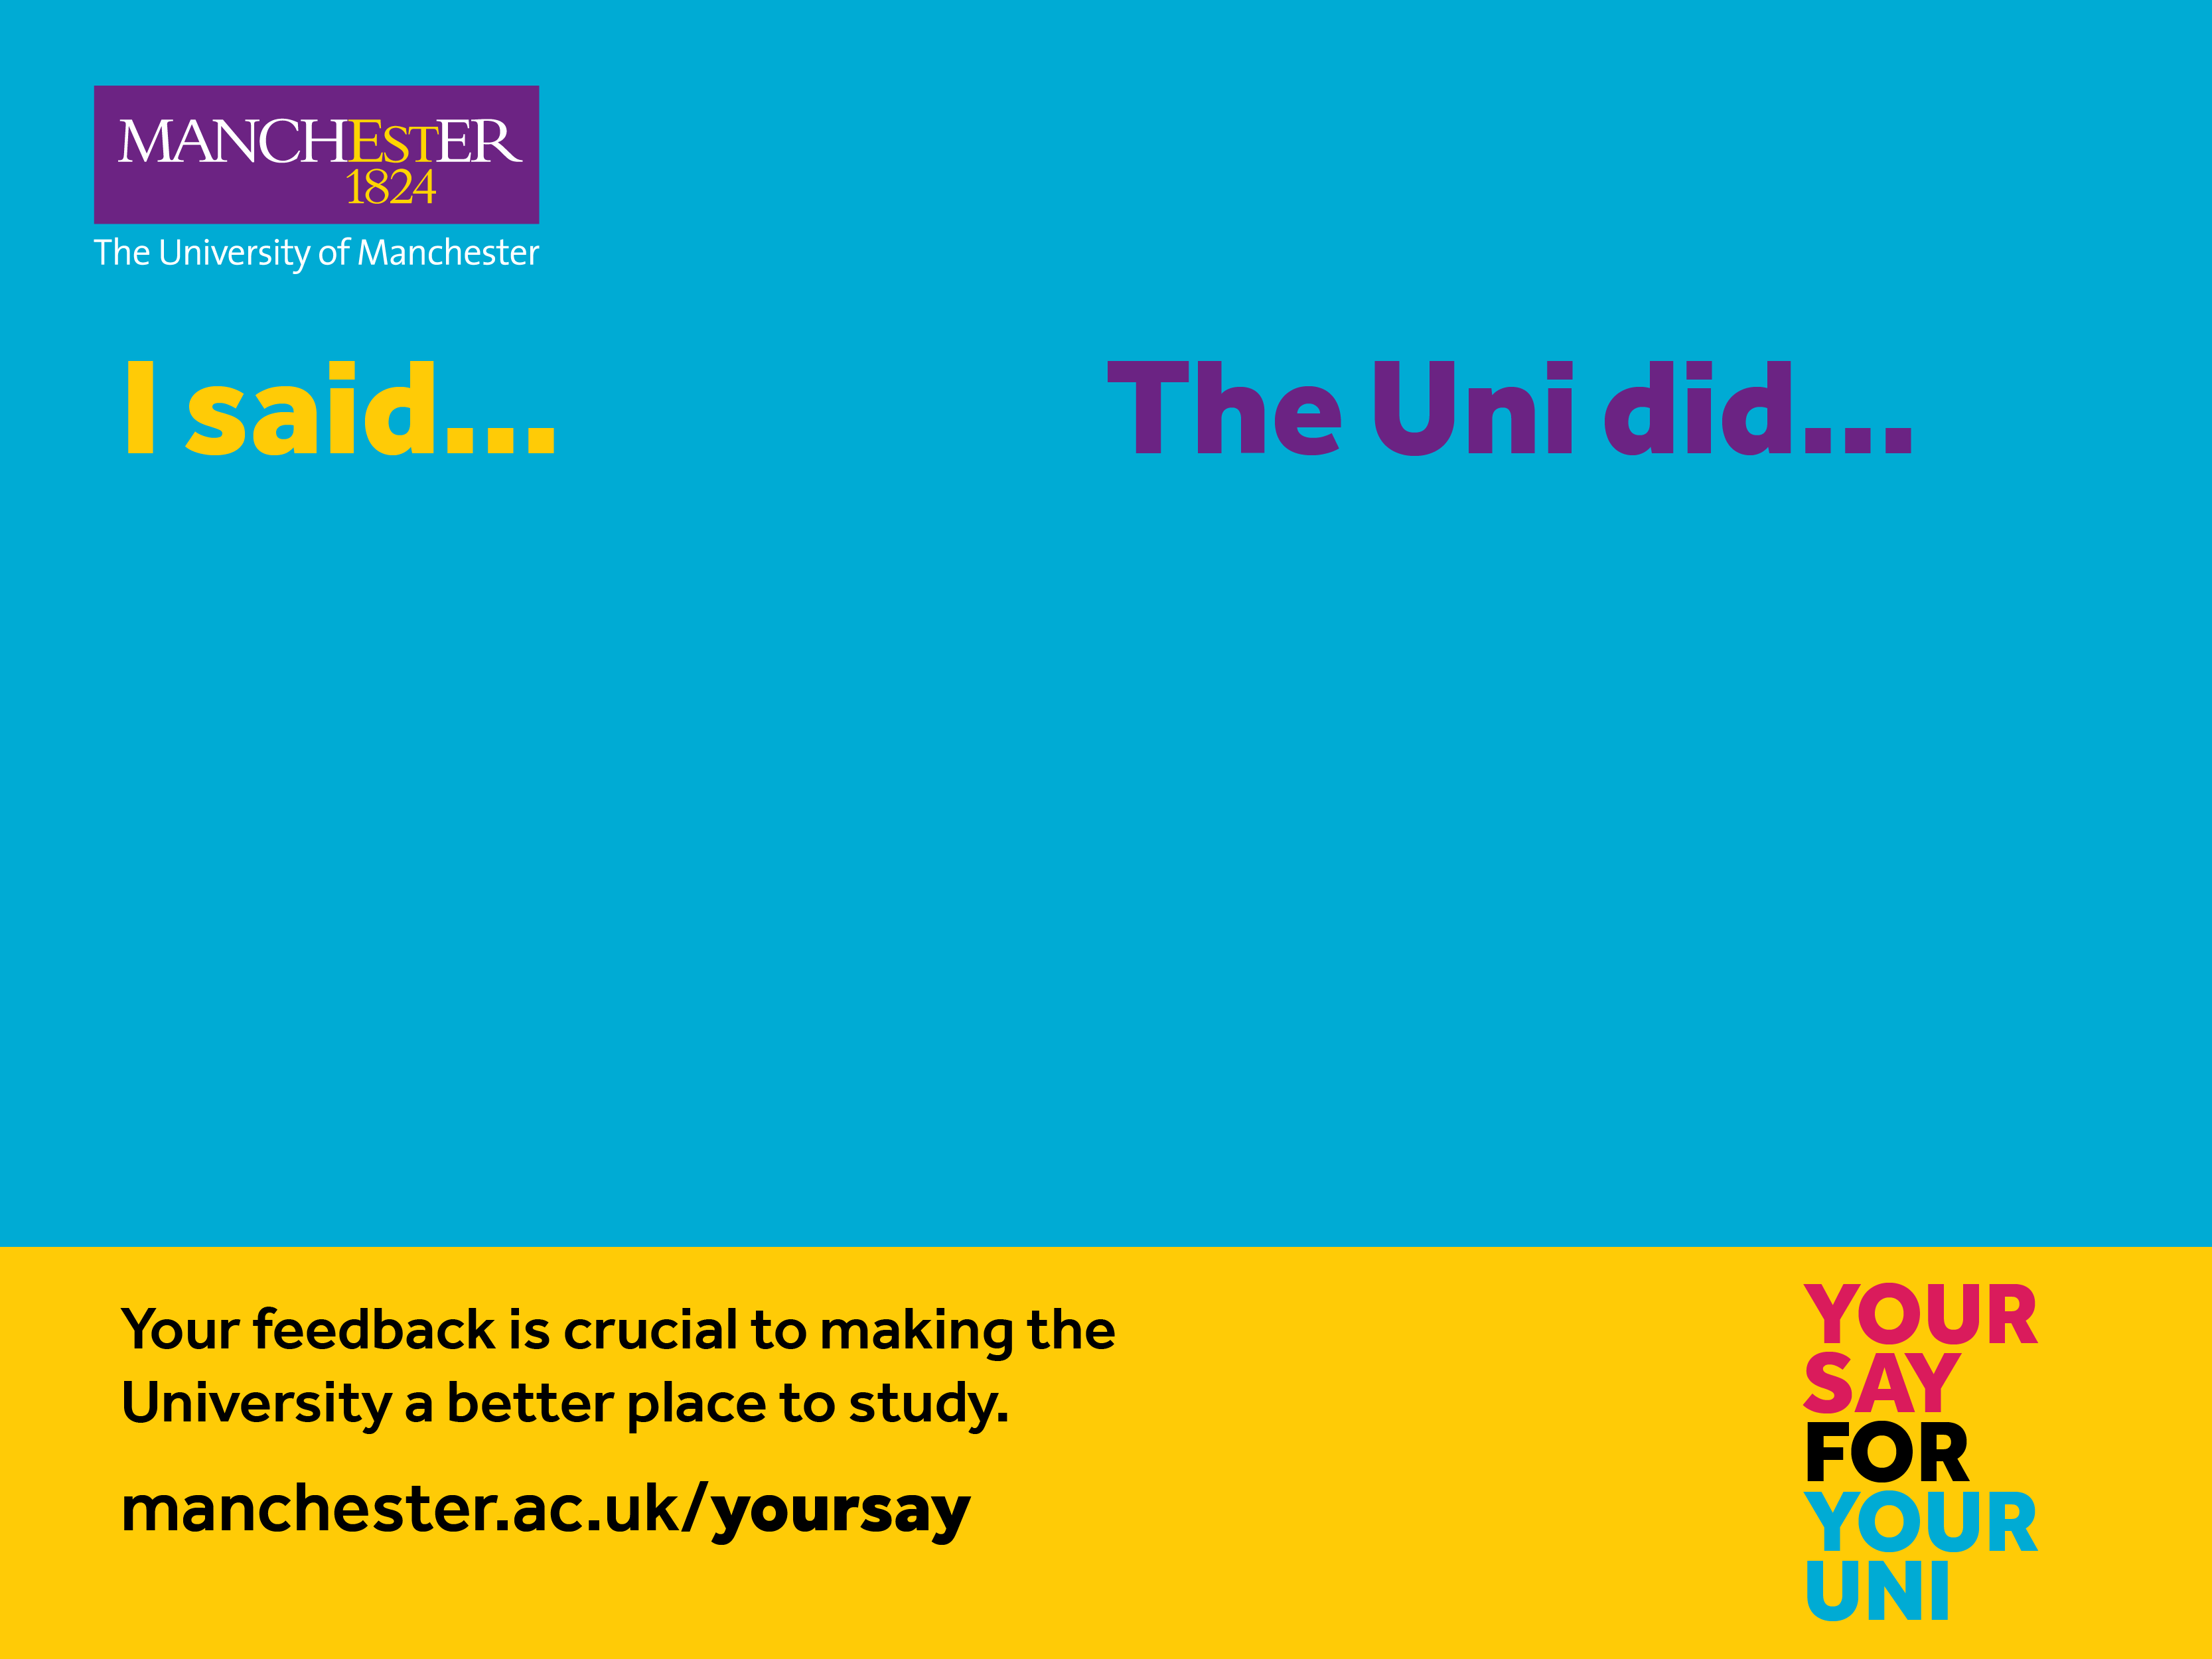 MANCHESTER
1824
The University of Manchester
I said...
The Uni did...
Your feedback is crucial to making the
University a better place to study.
manchester.ac.uk/yoursay
YOUR
SAY
FOR
YOUR
UNI